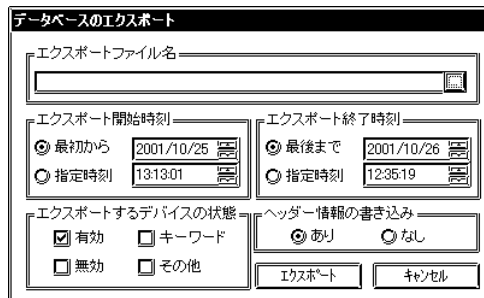 データベースのエクスポート
エクスポートファイル名
エクスポート開始時刻
最初から 2001/10/25
指定時刻 13:13:01
エクスポート終了時刻
最後まで 2001/10/26
指定時刻 12:35:19
エクスポートするデバイスの状態
有効 キーワード
無効 その他
ヘッダー情報の書き込み
あり なし
エクスポート キャンセル